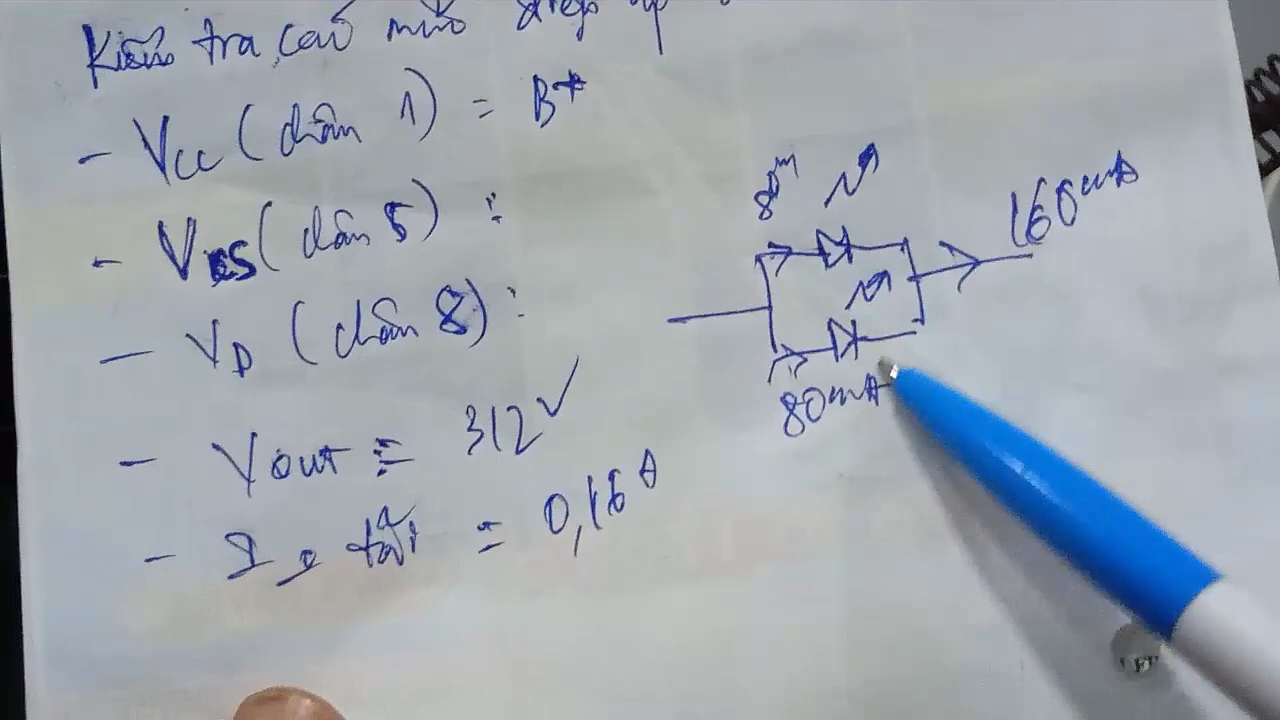 Kiểm tra các mức điện áp
- Vcc (chân 1) = B+
- VCS (chân 5) :
- VD (chân 8) :
- Vout = 312 ✓
- I tải = 0,16A
80m
160mA
80mA